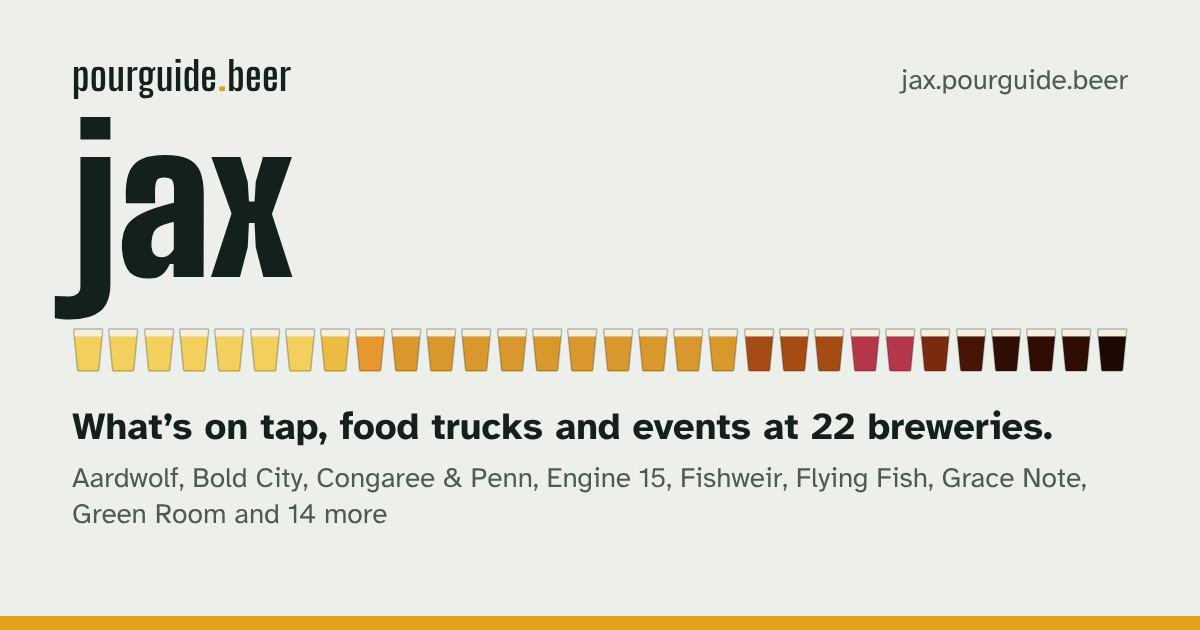 pourguide.beer
jax.pourguide.beer
jax
What’s on tap, food trucks and events at 22 breweries.
Aardwolf, Bold City, Congaree & Penn, Engine 15, Fishweir, Flying Fish, Grace Note,
Green Room and 14 more